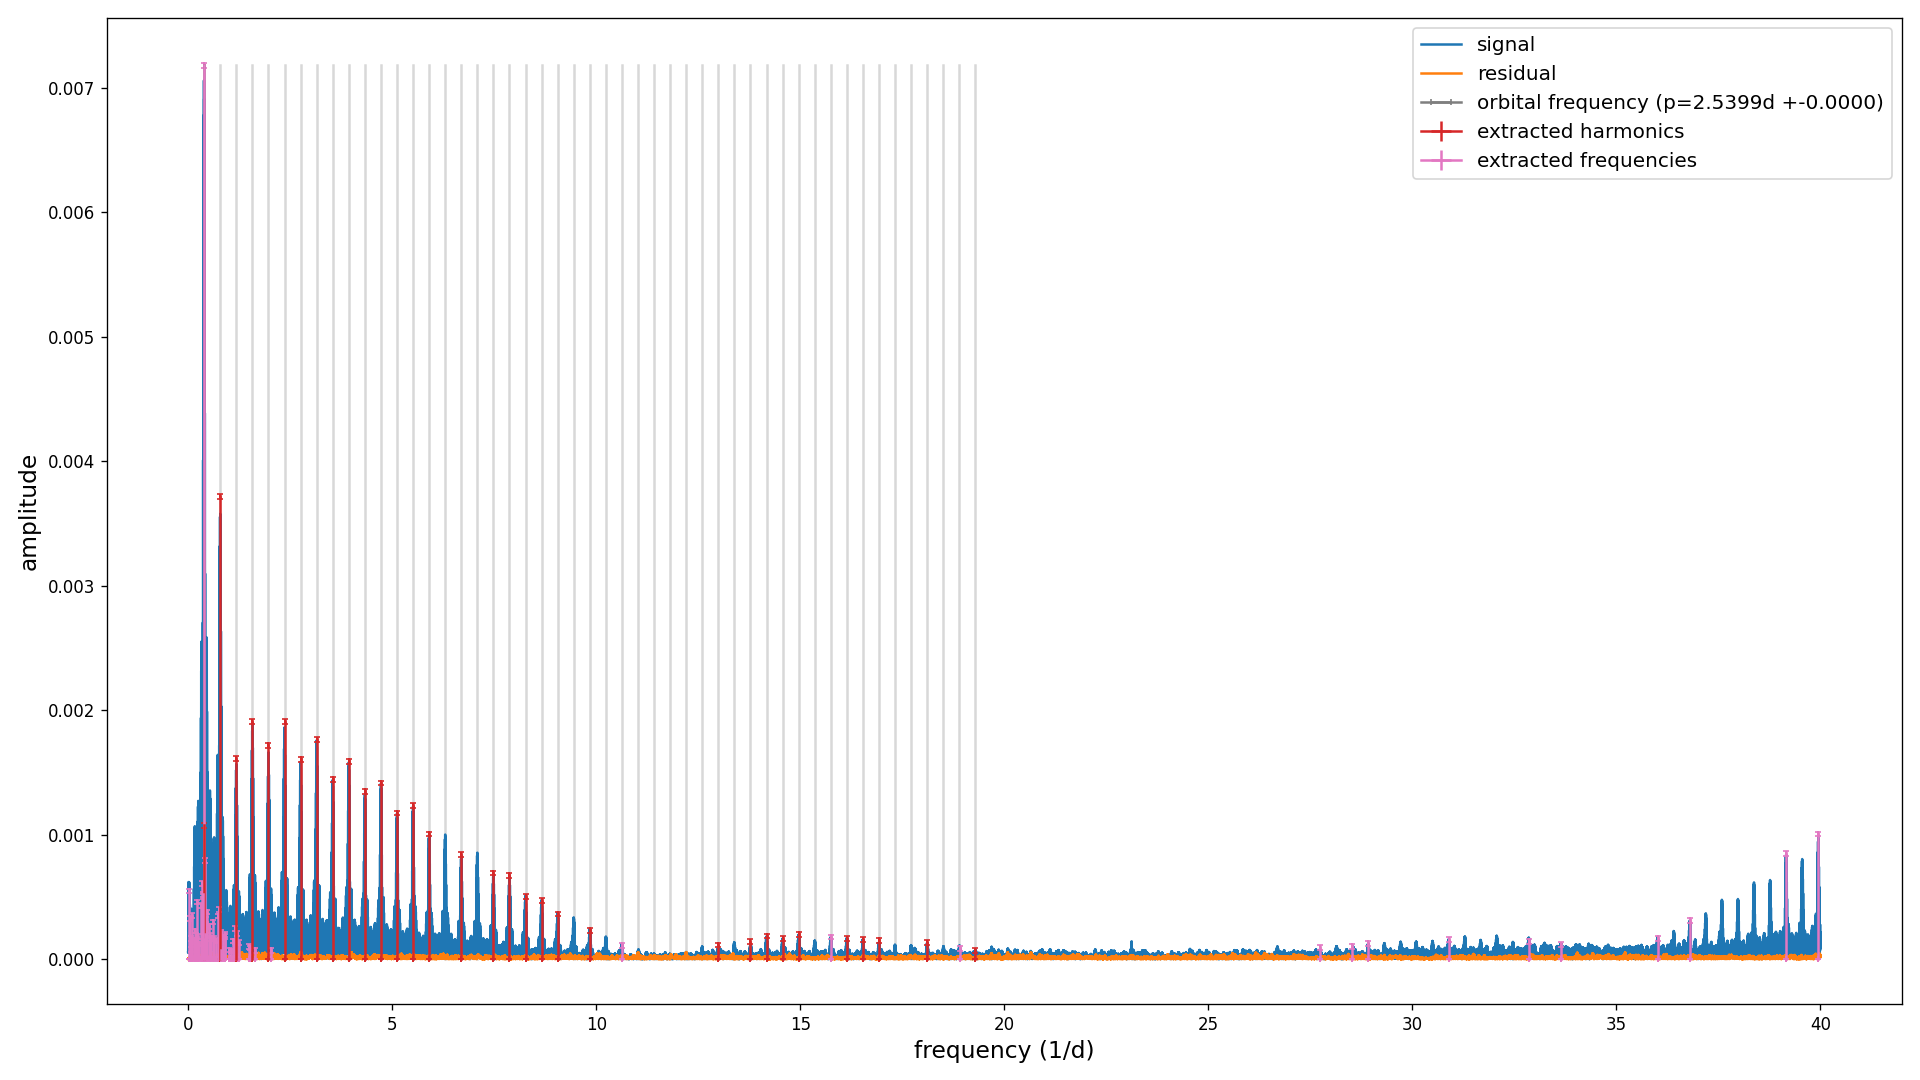 signal
residual
orbital frequency (p=2.5399d +-0.0000)
extracted harmonics
extracted frequencies
amplitude
0.007
0.006
0.005
0.004
0.003
0.002
0.001
0.000
0 5 10 15 20 25 30 35 40
frequency (1/d)